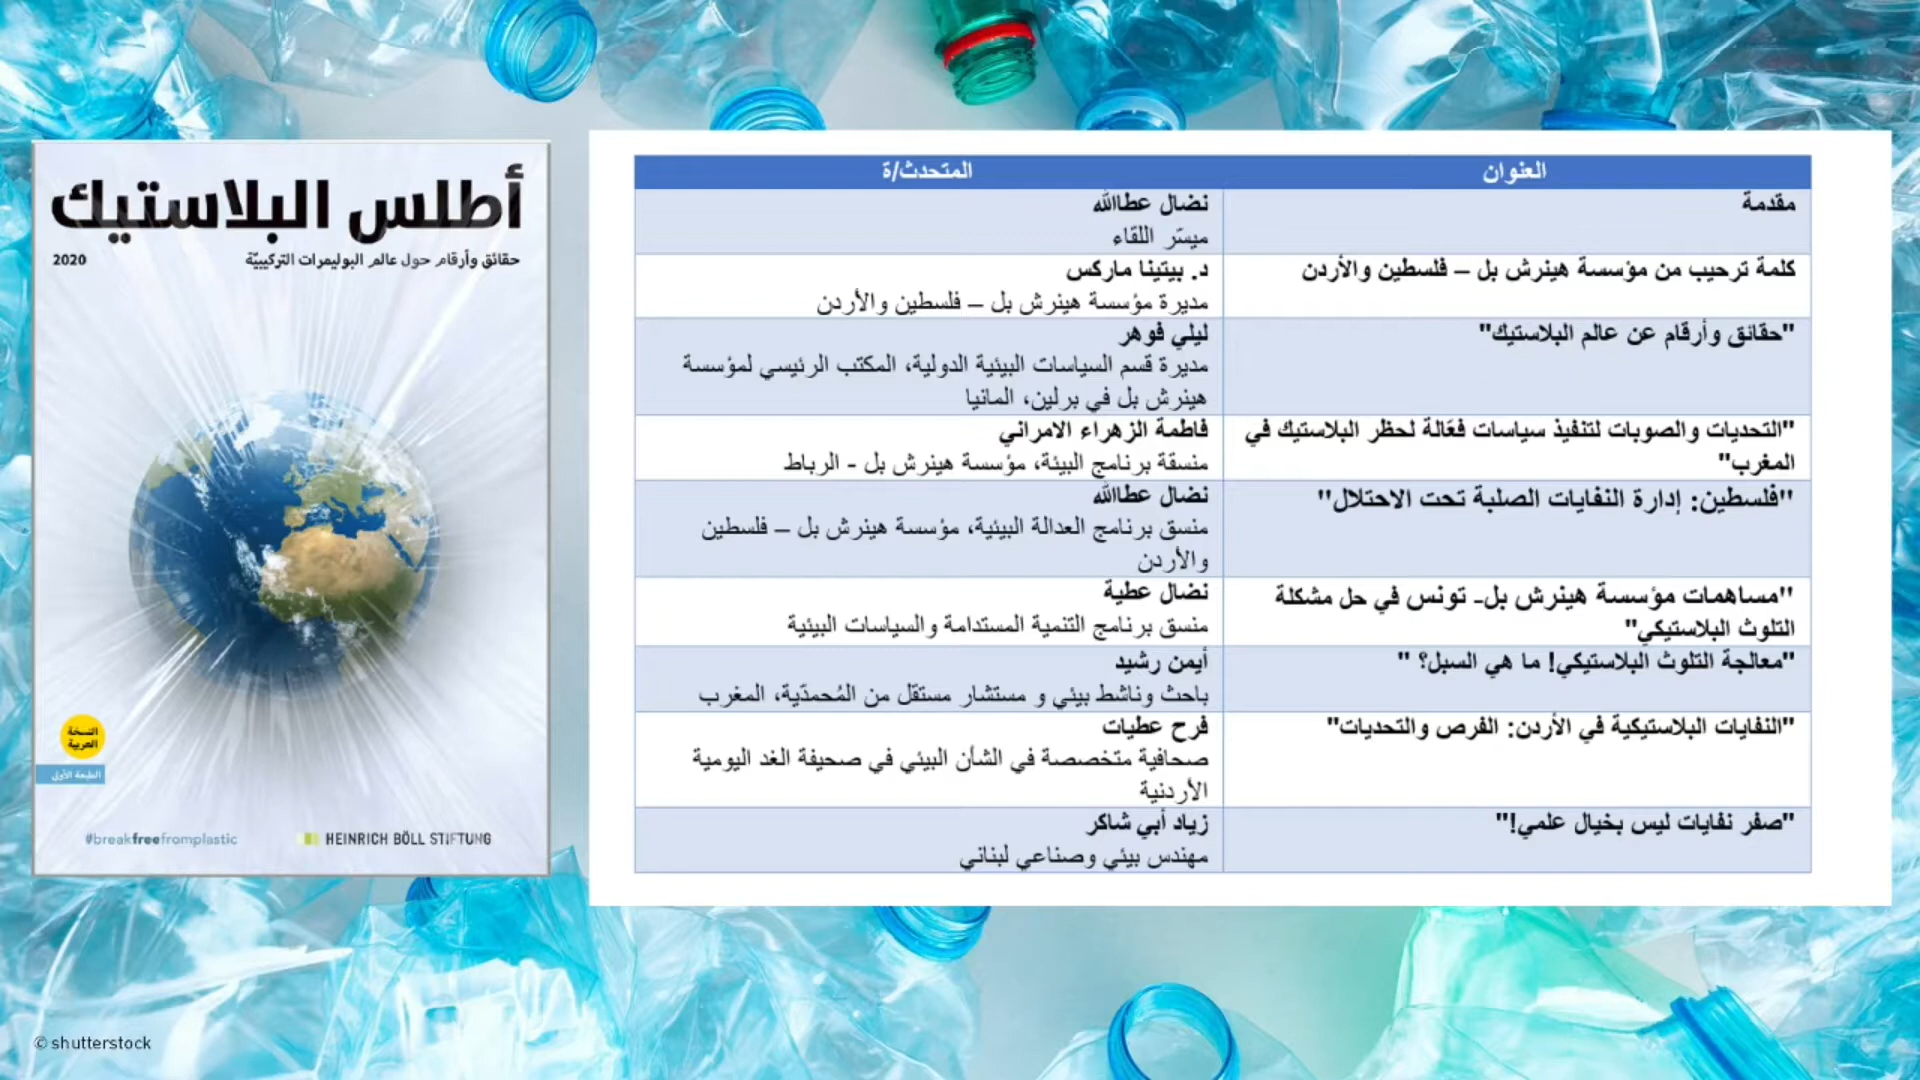 أطلس البلاستيك
حقائق وأرقام حول عالم البوليمرات التركيبيّة
2020
النسخة
العربية
الطبعة الأولى
#breakfreefromplastic
HEINRICH BÖLL STIFTUNG
العنوان
المتحدث/ة
مقدمة
نضال عطاالله
ميسّر اللقاء
كلمة ترحيب من مؤسسة هينرش بل – فلسطين والأردن
د. بيتينا ماركس
مديرة مؤسسة هينرش بل – فلسطين والأردن
"حقائق وأرقام عن عالم البلاستيك"
ليلي فوهر
مديرة قسم السياسات البيئية الدولية، المكتب الرئيسي لمؤسسة
هينرش بل في برلين، المانيا
"التحديات والصوبات لتنفيذ سياسات فعّالة لحظر البلاستيك في
المغرب"
فاطمة الزهراء الامراني
منسقة برنامج البيئة، مؤسسة هينرش بل - الرباط
"فلسطين: إدارة النفايات الصلبة تحت الاحتلال"
نضال عطاالله
منسق برنامج العدالة البيئية، مؤسسة هينرش بل – فلسطين
والأردن
"مساهمات مؤسسة هينرش بل- تونس في حل مشكلة
التلوث البلاستيكي"
نضال عطية
منسق برنامج التنمية المستدامة والسياسات البيئية
"معالجة التلوث البلاستيكي! ما هي السبل؟ "
أيمن رشيد
باحث وناشط بيئي و مستشار مستقل من المُحمدّية، المغرب
"النفايات البلاستيكية في الأردن: الفرص والتحديات"
فرح عطيات
صحافية متخصصة في الشأن البيئي في صحيفة الغد اليومية
الأردنية
"صفر نفايات ليس بخيال علمي!"
زياد أبي شاكر
مهندس بيئي وصناعي لبناني
© shutterstock